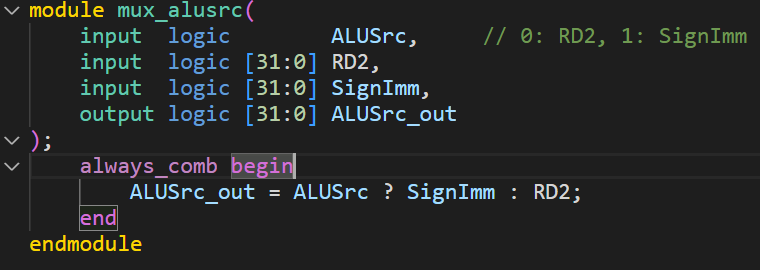 module mux_alusrc(
    input  logic        ALUSrc,     // 0: RD2, 1: SignImm
    input  logic [31:0] RD2,
    input  logic [31:0] SignImm,
    output logic [31:0] ALUSrc_out
);
    always_comb begin
        ALUSrc_out = ALUSrc ? SignImm : RD2;
    end
endmodule